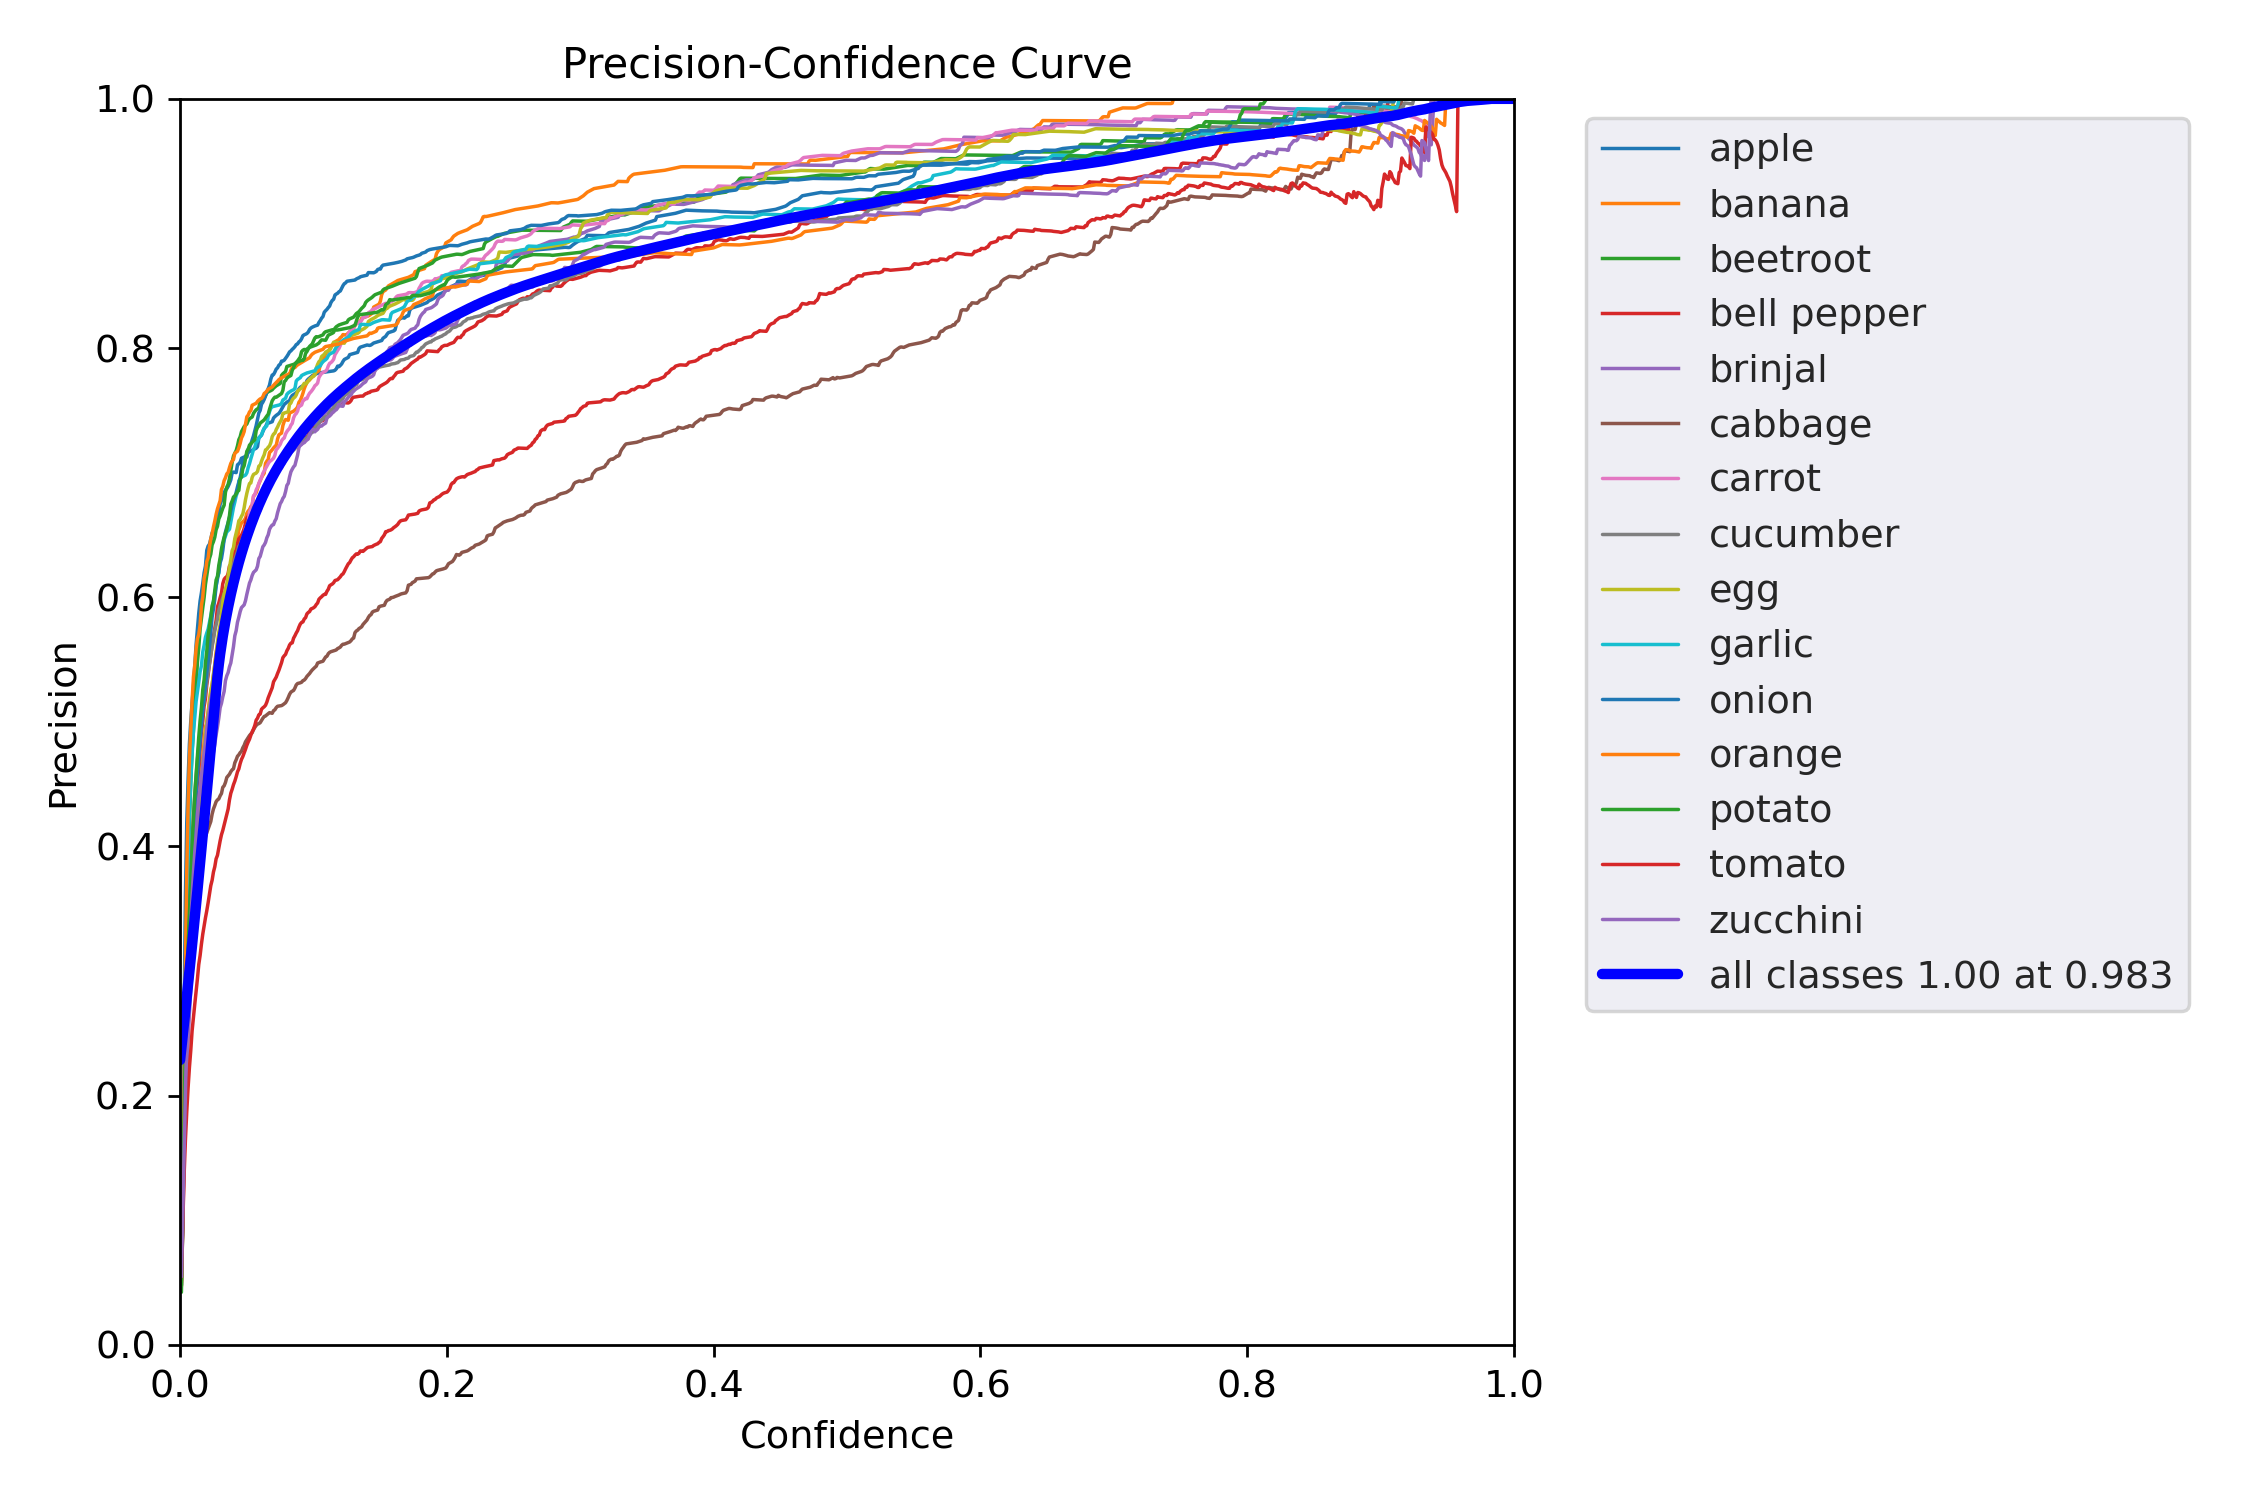 Precision-Confidence Curve
1.0
0.8
0.6
0.4
0.2
0.0
Precision
0.0 0.2 0.4 0.6 0.8 1.0
Confidence
apple
banana
beetroot
bell pepper
brinjal
cabbage
carrot
cucumber
egg
garlic
onion
orange
potato
tomato
zucchini
all classes 1.00 at 0.983